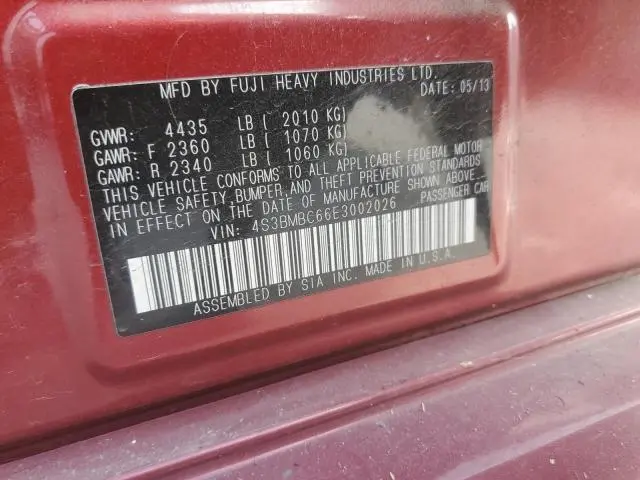 MFD BY FUJI HEAVY INDUSTRIES LTD.
DATE: 05/13
GVWR: 4435 LB ( 2010 KG)
GAWR: F 2360 LB ( 1070 KG)
GAWR: R 2340 LB ( 1060 KG)
THIS VEHICLE CONFORMS TO ALL APPLICABLE FEDERAL MOTOR
VEHICLE SAFETY,BUMPER,AND THEFT PREVENTION STANDARDS
IN EFFECT ON THE DATE OF MANUFACTURE SHOWN ABOVE.
VIN: 4S3BMBC66E3002026 PASSENGER CAR
ASSEMBLED BY SIA INC. MADE IN U.S.A.